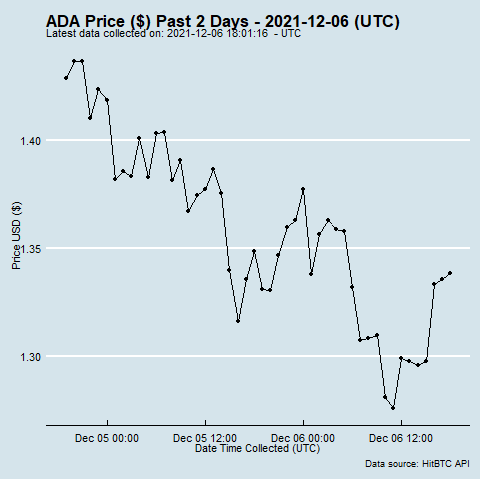 ADA Price ($) Past 2 Days - 2021-12-06 (UTC)
Latest data collected on: 2021-12-06 18:01:16  - UTC
1.40
1.35
1.30
Price USD ($)
Dec 05 00:00 Dec 05 12:00 Dec 06 00:00 Dec 06 12:00
Date Time Collected (UTC)
Data source: HitBTC API